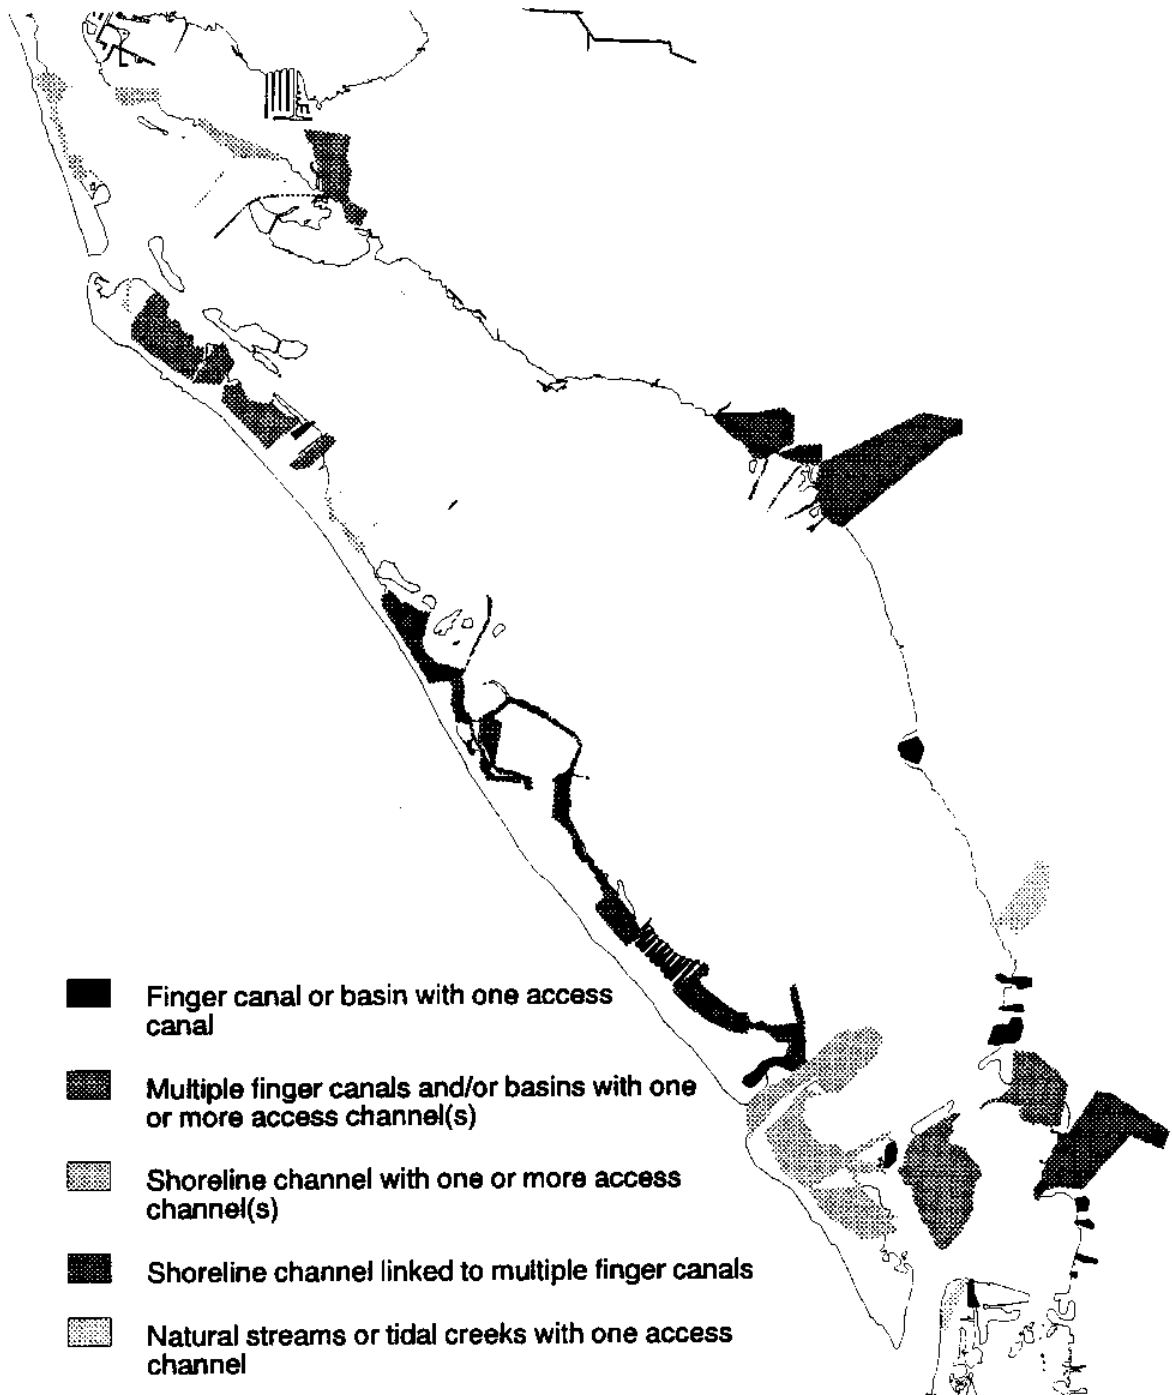 Finger canal or basin with one access
canal
Multiple finger canals and/or basins with one
or more access channel(s)
Shoreline channel with one or more access
channel(s)
Shoreline channel linked to multiple finger canals
Natural streams or tidal creeks with one access
channel